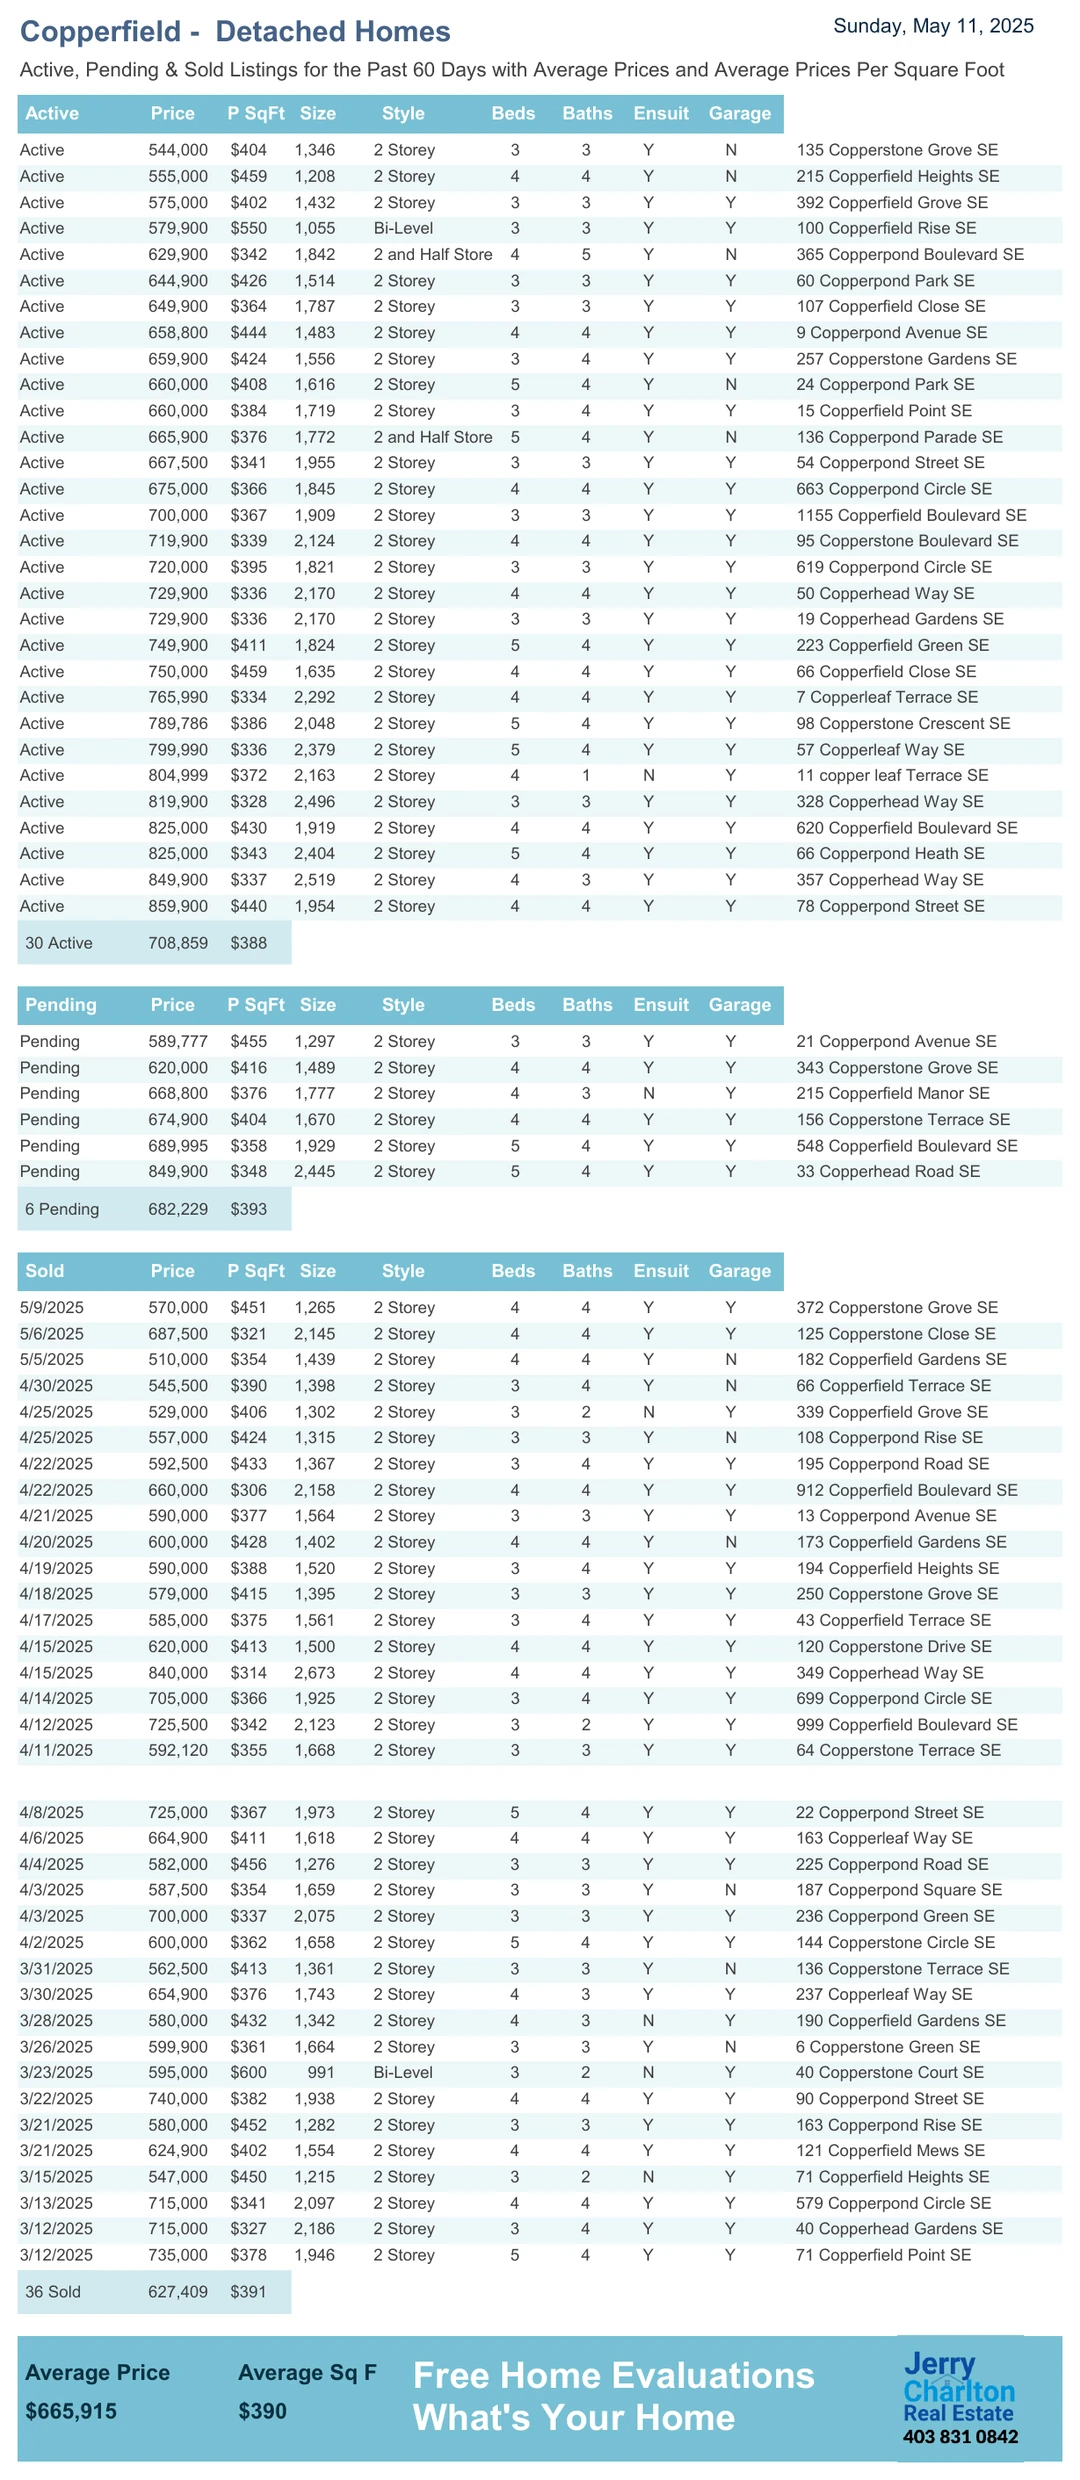 Copperfield - Detached Homes
Sunday, May 11, 2025
Active, Pending & Sold Listings for the Past 60 Days with Average Prices and Average Prices Per Square Foot
Active Price P SqFt Size Style Beds Baths Ensuit Garage
Active 544,000 $404 1,346 2 Storey 3 3 Y N 135 Copperstone Grove SE
Active 555,000 $459 1,208 2 Storey 4 4 Y N 215 Copperfield Heights SE
Active 575,000 $402 1,432 2 Storey 3 3 Y Y 392 Copperfield Grove SE
Active 579,900 $550 1,055 Bi-Level 3 3 Y Y 100 Copperfield Rise SE
Active 629,900 $342 1,842 2 and Half Store 4 5 Y N 365 Copperpond Boulevard SE
Active 644,900 $426 1,514 2 Storey 3 3 Y Y 60 Copperpond Park SE
Active 649,900 $364 1,787 2 Storey 3 3 Y Y 107 Copperfield Close SE
Active 658,800 $444 1,483 2 Storey 4 4 Y Y 9 Copperpond Avenue SE
Active 659,900 $424 1,556 2 Storey 3 4 Y Y 257 Copperstone Gardens SE
Active 660,000 $408 1,616 2 Storey 5 4 Y N 24 Copperpond Park SE
Active 660,000 $384 1,719 2 Storey 3 4 Y Y 15 Copperfield Point SE
Active 665,900 $376 1,772 2 and Half Store 5 4 Y N 136 Copperpond Parade SE
Active 667,500 $341 1,955 2 Storey 3 3 Y Y 54 Copperpond Street SE
Active 675,000 $366 1,845 2 Storey 4 4 Y Y 663 Copperpond Circle SE
Active 700,000 $367 1,909 2 Storey 3 3 Y Y 1155 Copperfield Boulevard SE
Active 719,900 $339 2,124 2 Storey 4 4 Y Y 95 Copperstone Boulevard SE
Active 720,000 $395 1,821 2 Storey 3 3 Y Y 619 Copperpond Circle SE
Active 729,900 $336 2,170 2 Storey 4 4 Y Y 50 Copperhead Way SE
Active 729,900 $336 2,170 2 Storey 3 3 Y Y 19 Copperhead Gardens SE
Active 749,900 $411 1,824 2 Storey 5 4 Y Y 223 Copperfield Green SE
Active 750,000 $459 1,635 2 Storey 4 4 Y Y 66 Copperfield Close SE
Active 765,990 $334 2,292 2 Storey 4 4 Y Y 7 Copperleaf Terrace SE
Active 789,786 $386 2,048 2 Storey 5 4 Y Y 98 Copperstone Crescent SE
Active 799,990 $336 2,379 2 Storey 5 4 Y Y 57 Copperleaf Way SE
Active 804,999 $372 2,163 2 Storey 4 1 N Y 11 copper leaf Terrace SE
Active 819,900 $328 2,496 2 Storey 3 3 Y Y 328 Copperhead Way SE
Active 825,000 $430 1,919 2 Storey 4 4 Y Y 620 Copperfield Boulevard SE
Active 825,000 $343 2,404 2 Storey 5 4 Y Y 66 Copperpond Heath SE
Active 849,900 $337 2,519 2 Storey 4 3 Y Y 357 Copperhead Way SE
Active 859,900 $440 1,954 2 Storey 4 4 Y Y 78 Copperpond Street SE
30 Active 708,859 $388
Pending Price P SqFt Size Style Beds Baths Ensuit Garage
Pending 589,777 $455 1,297 2 Storey 3 3 Y Y 21 Copperpond Avenue SE
Pending 620,000 $416 1,489 2 Storey 4 4 Y Y 343 Copperstone Grove SE
Pending 668,800 $376 1,777 2 Storey 4 3 N Y 215 Copperfield Manor SE
Pending 674,900 $404 1,670 2 Storey 4 4 Y Y 156 Copperstone Terrace SE
Pending 689,995 $358 1,929 2 Storey 5 4 Y Y 548 Copperfield Boulevard SE
Pending 849,900 $348 2,445 2 Storey 5 4 Y Y 33 Copperhead Road SE
6 Pending 682,229 $393
Sold Price P SqFt Size Style Beds Baths Ensuit Garage
5/9/2025 570,000 $451 1,265 2 Storey 4 4 Y Y 372 Copperstone Grove SE
5/6/2025 687,500 $321 2,145 2 Storey 4 4 Y Y 125 Copperstone Close SE
5/5/2025 510,000 $354 1,439 2 Storey 4 4 Y N 182 Copperfield Gardens SE
4/30/2025 545,500 $390 1,398 2 Storey 3 4 Y N 66 Copperfield Terrace SE
4/25/2025 529,000 $406 1,302 2 Storey 3 2 N Y 339 Copperfield Grove SE
4/25/2025 557,000 $424 1,315 2 Storey 3 3 Y N 108 Copperpond Rise SE
4/22/2025 592,500 $433 1,367 2 Storey 3 4 Y Y 195 Copperpond Road SE
4/22/2025 660,000 $306 2,158 2 Storey 4 4 Y Y 912 Copperfield Boulevard SE
4/21/2025 590,000 $377 1,564 2 Storey 3 3 Y Y 13 Copperpond Avenue SE
4/20/2025 600,000 $428 1,402 2 Storey 4 4 Y N 173 Copperfield Gardens SE
4/19/2025 590,000 $388 1,520 2 Storey 3 4 Y Y 194 Copperfield Heights SE
4/18/2025 579,000 $415 1,395 2 Storey 3 3 Y Y 250 Copperstone Grove SE
4/17/2025 585,000 $375 1,561 2 Storey 3 4 Y Y 43 Copperfield Terrace SE
4/15/2025 620,000 $413 1,500 2 Storey 4 4 Y Y 120 Copperstone Drive SE
4/15/2025 840,000 $314 2,673 2 Storey 4 4 Y Y 349 Copperhead Way SE
4/14/2025 705,000 $366 1,925 2 Storey 3 4 Y Y 699 Copperpond Circle SE
4/12/2025 725,500 $342 2,123 2 Storey 3 2 Y Y 999 Copperfield Boulevard SE
4/11/2025 592,120 $355 1,668 2 Storey 3 3 Y Y 64 Copperstone Terrace SE
4/8/2025 725,000 $367 1,973 2 Storey 5 4 Y Y 22 Copperpond Street SE
4/6/2025 664,900 $411 1,618 2 Storey 4 4 Y Y 163 Copperleaf Way SE
4/4/2025 582,000 $456 1,276 2 Storey 3 3 Y Y 225 Copperpond Road SE
4/3/2025 587,500 $354 1,659 2 Storey 3 3 Y N 187 Copperpond Square SE
4/3/2025 700,000 $337 2,075 2 Storey 3 3 Y Y 236 Copperpond Green SE
4/2/2025 600,000 $362 1,658 2 Storey 5 4 Y Y 144 Copperstone Circle SE
3/31/2025 562,500 $413 1,361 2 Storey 3 3 Y N 136 Copperstone Terrace SE
3/30/2025 654,900 $376 1,743 2 Storey 4 3 Y Y 237 Copperleaf Way SE
3/28/2025 580,000 $432 1,342 2 Storey 4 3 N Y 190 Copperfield Gardens SE
3/26/2025 599,900 $361 1,664 2 Storey 3 3 Y N 6 Copperstone Green SE
3/23/2025 595,000 $600 991 Bi-Level 3 2 N Y 40 Copperstone Court SE
3/22/2025 740,000 $382 1,938 2 Storey 4 4 Y Y 90 Copperpond Street SE
3/21/2025 580,000 $452 1,282 2 Storey 3 3 Y Y 163 Copperpond Rise SE
3/21/2025 624,900 $402 1,554 2 Storey 4 4 Y Y 121 Copperfield Mews SE
3/15/2025 547,000 $450 1,215 2 Storey 3 2 N Y 71 Copperfield Heights SE
3/13/2025 715,000 $341 2,097 2 Storey 4 4 Y Y 579 Copperpond Circle SE
3/12/2025 715,000 $327 2,186 2 Storey 3 4 Y Y 40 Copperhead Gardens SE
3/12/2025 735,000 $378 1,946 2 Storey 5 4 Y Y 71 Copperfield Point SE
36 Sold 627,409 $391
Average Price Average Sq F
$665,915 $390
Free Home Evaluations
What's Your Home
Jerry
Charlton
Real Estate
403 831 0842